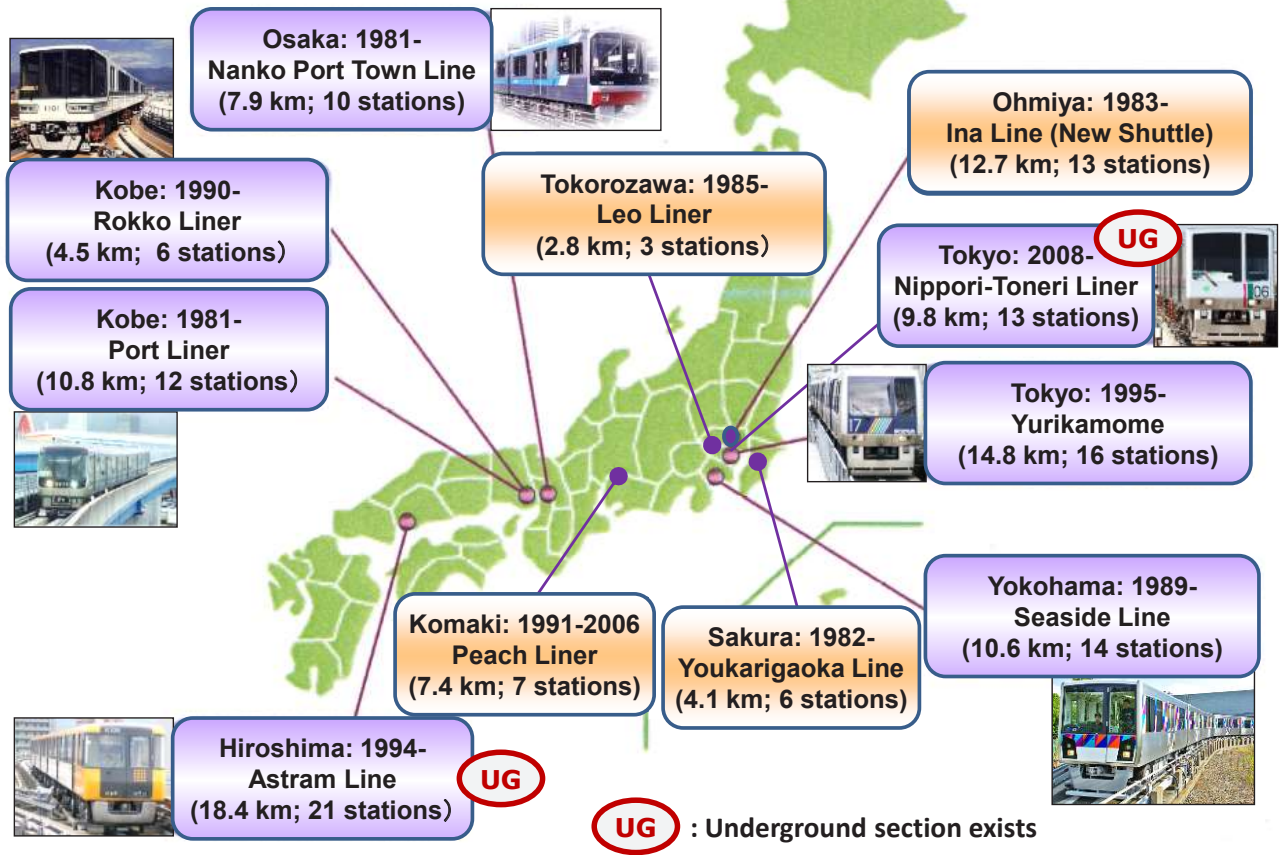 Osaka: 1981-
Nanko Port Town Line
(7.9 km; 10 stations)
Ohmiya: 1983-
Ina Line (New Shuttle)
(12.7 km; 13 stations)
1101
Kobe: 1990-
Rokko Liner
(4.5 km;  6 stations）
Tokorozawa: 1985-
Leo Liner
(2.8 km; 3 stations）
UG
Tokyo: 2008-
Nippori-Toneri Liner
(9.8 km; 13 stations)
06
Kobe: 1981-
Port Liner
(10.8 km; 12 stations）
Tokyo: 1995-
Yurikamome
(14.8 km; 16 stations)
17
Yokohama: 1989-
Seaside Line
(10.6 km; 14 stations)
Komaki: 1991-2006
Peach Liner
(7.4 km; 7 stations)
Sakura: 1982-
Youkarigaoka Line
(4.1 km; 6 stations)
Hiroshima: 1994-
Astram Line
(18.4 km; 21 stations）
UG
UG : Underground section exists